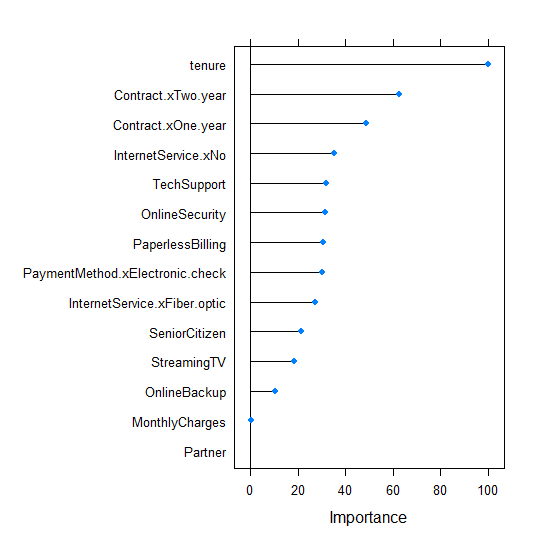 tenure
Contract.xTwo.year
Contract.xOne.year
InternetService.xNo
TechSupport
OnlineSecurity
PaperlessBilling
PaymentMethod.xElectronic.check
InternetService.xFiber.optic
SeniorCitizen
StreamingTV
OnlineBackup
MonthlyCharges
Partner
0 20 40 60 80 100
Importance